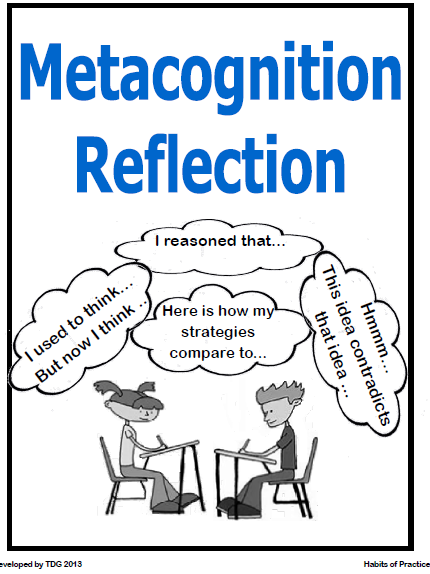 Metacognition
Reflection
I reasoned that...
I used to think...
But now I think ..
Here is how my
strategies
compare to...
Hmmm...
This idea contradicts
that idea ...
eveloped by TDG 2013
Habits of Practice